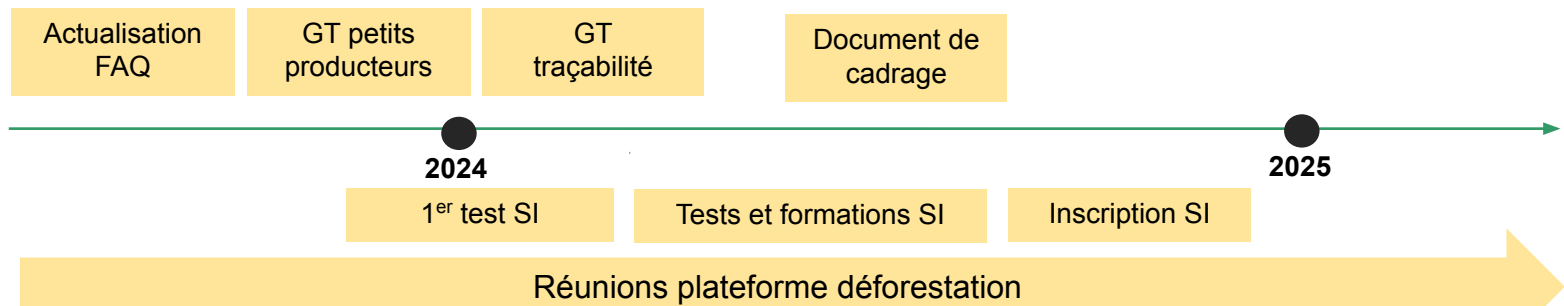 Actualisation
FAQ
GT petits
producteurs
GT
traçabilité
Document de
cadrage
2024
2025
1er test SI
Tests et formations SI
Inscription SI
Réunions plateforme déforestation